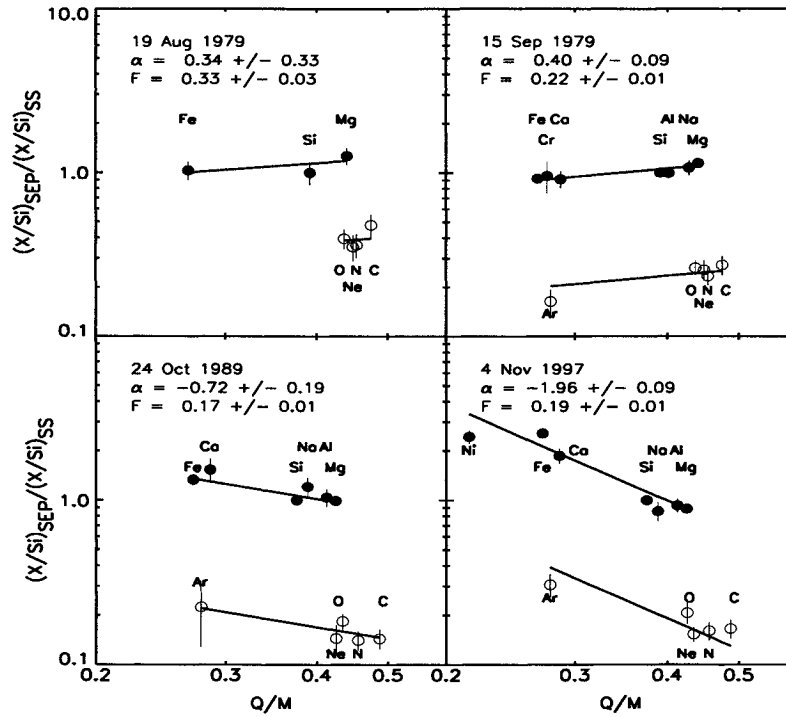 10.0
19 Aug 1979
α = 0.34 +/− 0.33
F = 0.33 +/− 0.03
Fe
Mg
Si
1.0
(X/Si)SEP/(X/Si)SS
O N C
Ne
0.1
15 Sep 1979
α = 0.40 +/− 0.09
F = 0.22 +/− 0.01
Fe Ca
Al Na
Cr
Si
Mg
O N C
Ne
Ar
24 Oct 1989
α = −0.72 +/− 0.19
F = 0.17 +/− 0.01
Ca
Na Al
Fe
Si
Mg
1.0
(X/Si)SEP/(X/Si)SS
Ar
O
C
Ne N
0.1
0.2
0.3
0.4
0.5
Q/M
4 Nov 1997
α = −1.96 +/− 0.09
F = 0.19 +/− 0.01
Ni
Fe
Ca
Na Al
Si
Mg
Ar
O
C
Ne N
0.2
0.3
0.4
0.5
Q/M